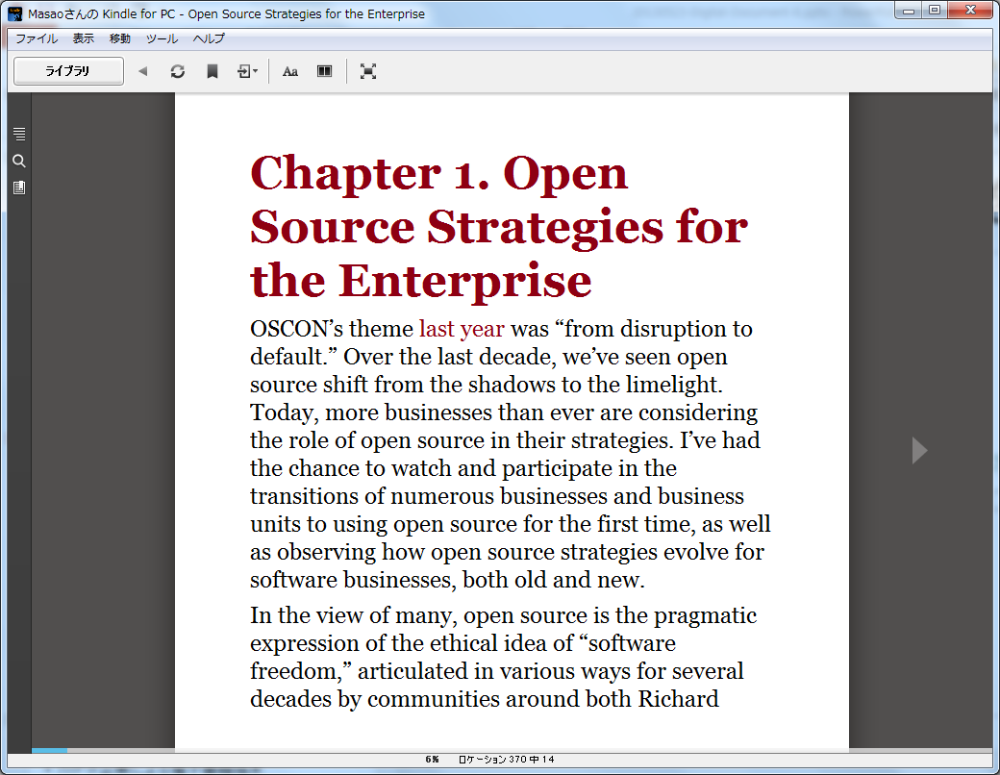 Masaoさんの Kindle for PC - Open Source Strategies for the Enterprise
ファイル 表示 移動 ツール ヘルプ
ライブラリ
Aa
Chapter 1. Open
Source Strategies for
the Enterprise
OSCON’s theme last year was “from disruption to
default.” Over the last decade, we’ve seen open
source shift from the shadows to the limelight.
Today, more businesses than ever are considering
the role of open source in their strategies. I’ve had
the chance to watch and participate in the
transitions of numerous businesses and business
units to using open source for the first time, as well
as observing how open source strategies evolve for
software businesses, both old and new.
In the view of many, open source is the pragmatic
expression of the ethical idea of “software
freedom,” articulated in various ways for several
decades by communities around both Richard
6% ロケーション 370 中 14